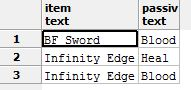 item passiv
text text
1 BF Sword Blood
2 Infinity Edge Heal
3 Infinity Edge Blood